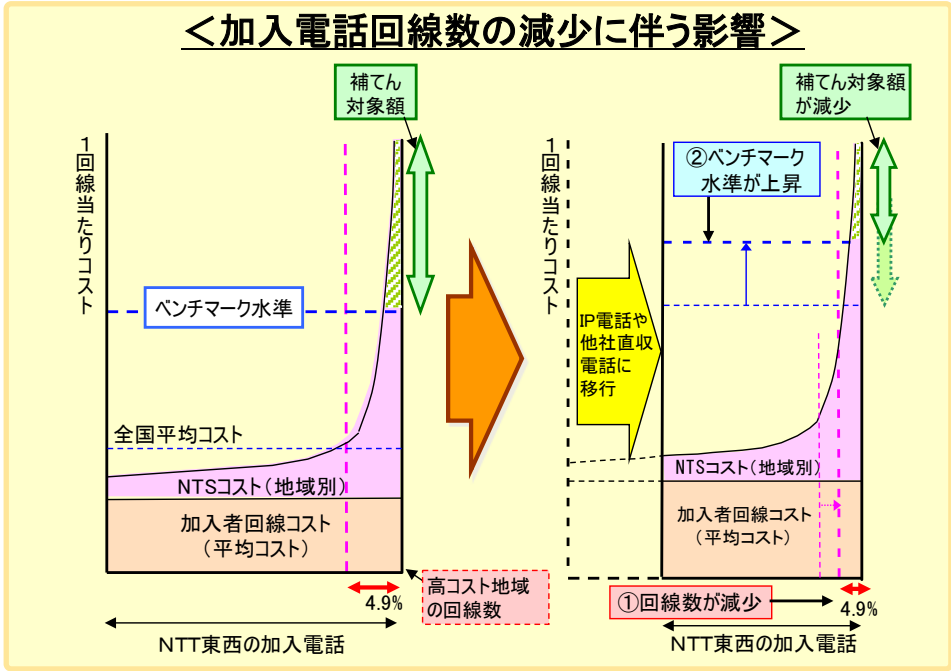 ＜加入電話回線数の減少に伴う影響＞
補てん
対象額
１回線当たりコスト
ベンチマーク水準
全国平均コスト
NTSコスト（地域別）
加入者回線コスト
（平均コスト）
4.9%
高コスト地域
の回線数
NTT東西の加入電話
補てん対象額
が減少
１回線当たりコスト
②ベンチマーク
水準が上昇
IP電話や
他社直収
電話に
移行
NTSコスト（地域別）
加入者回線コスト
（平均コスト）
①回線数が減少
4.9%
NTT東西の加入電話